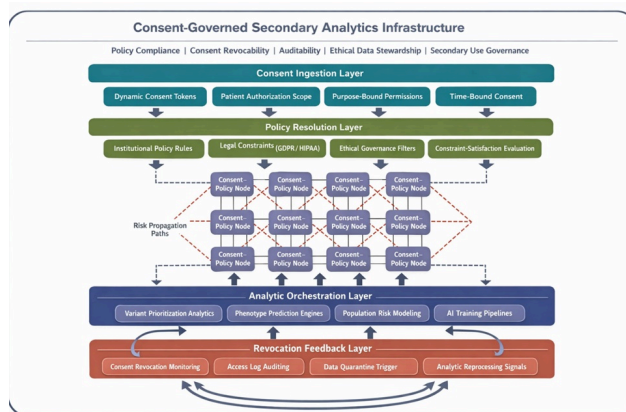 Consent-Governed Secondary Analytics Infrastructure
Policy Compliance | Consent Revocability | Auditability | Ethical Data Stewardship | Secondary Use Governance
Consent Ingestion Layer
Dynamic Consent Tokens
Patient Authorization Scope
Purpose-Bound Permissions
Time-Bound Consent
Policy Resolution Layer
Institutional Policy Rules
Legal Constraints (GDPR/HIPAA)
Ethical Governance Filters
Constraint-Satisfaction Evaluation
Consent-
Policy Node
Consent-
Policy Node
Consent-
Policy Node
Consent-
Policy Node
Risk Propagation
Paths
Consent-
Policy Node
Consent-
Policy Node
Consent-
Policy Node
Consent-
Policy Node
Consent-
Policy Node
Consent-
Policy Node
Consent-
Policy Node
Consent-
Policy Node
Analytic Orchestration Layer
Variant Prioritization Analytics
Phenotype Prediction Engines
Population Risk Modeling
AI Training Pipelines
Revocation Feedback Layer
Consent Revocation Monitoring
Access Log Auditing
Data Quarantine Trigger
Analytic Reprocessing Signals